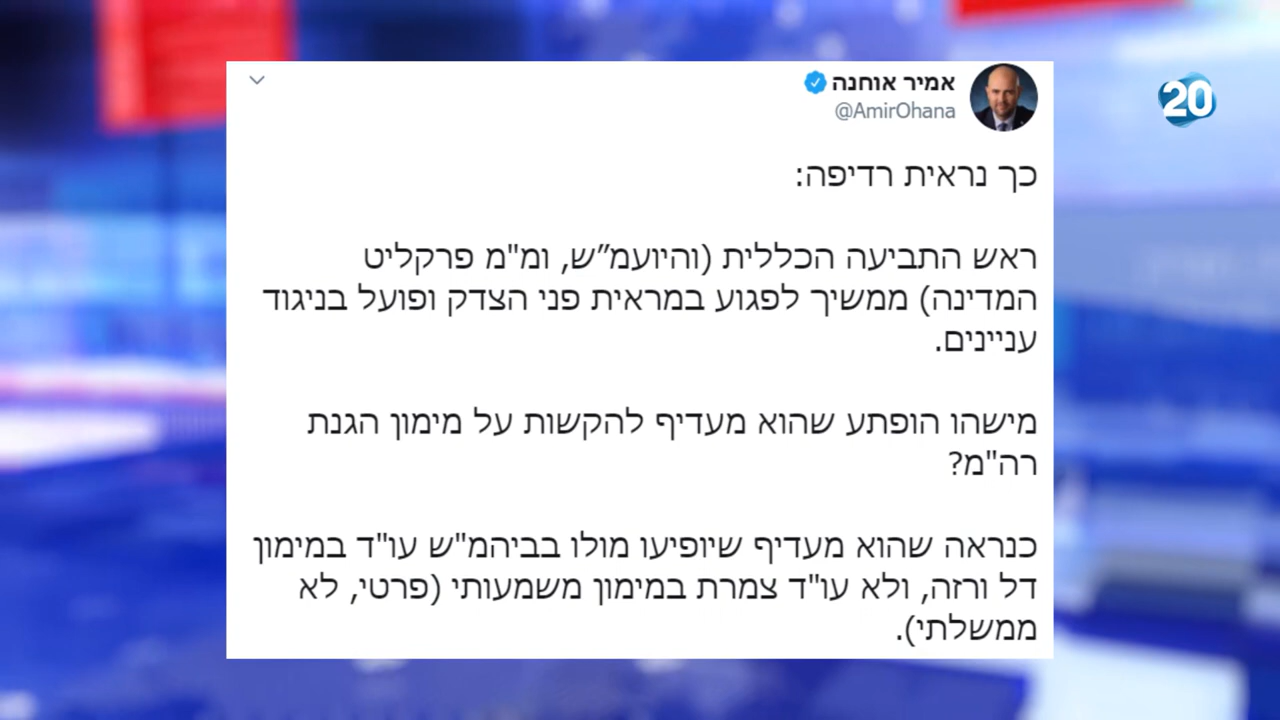 אמיר אוחנה
@AmirOhana
20
כך נראית רדיפה:
ראש התביעה הכללית (והיועמ”ש, ומ"מ פרקליט
המדינה) ממשיך לפגוע במראית פני הצדק ופועל בניגוד
עניינים.
מישהו הופתע שהוא מעדיף להקשות על מימון הגנת
רה"מ?
כנראה שהוא מעדיף שיופיעו מולו בביהמ"ש עו"ד במימון
דל ורזה, ולא עו"ד צמרת במימון משמעותי (פרטי, לא
ממשלתי).